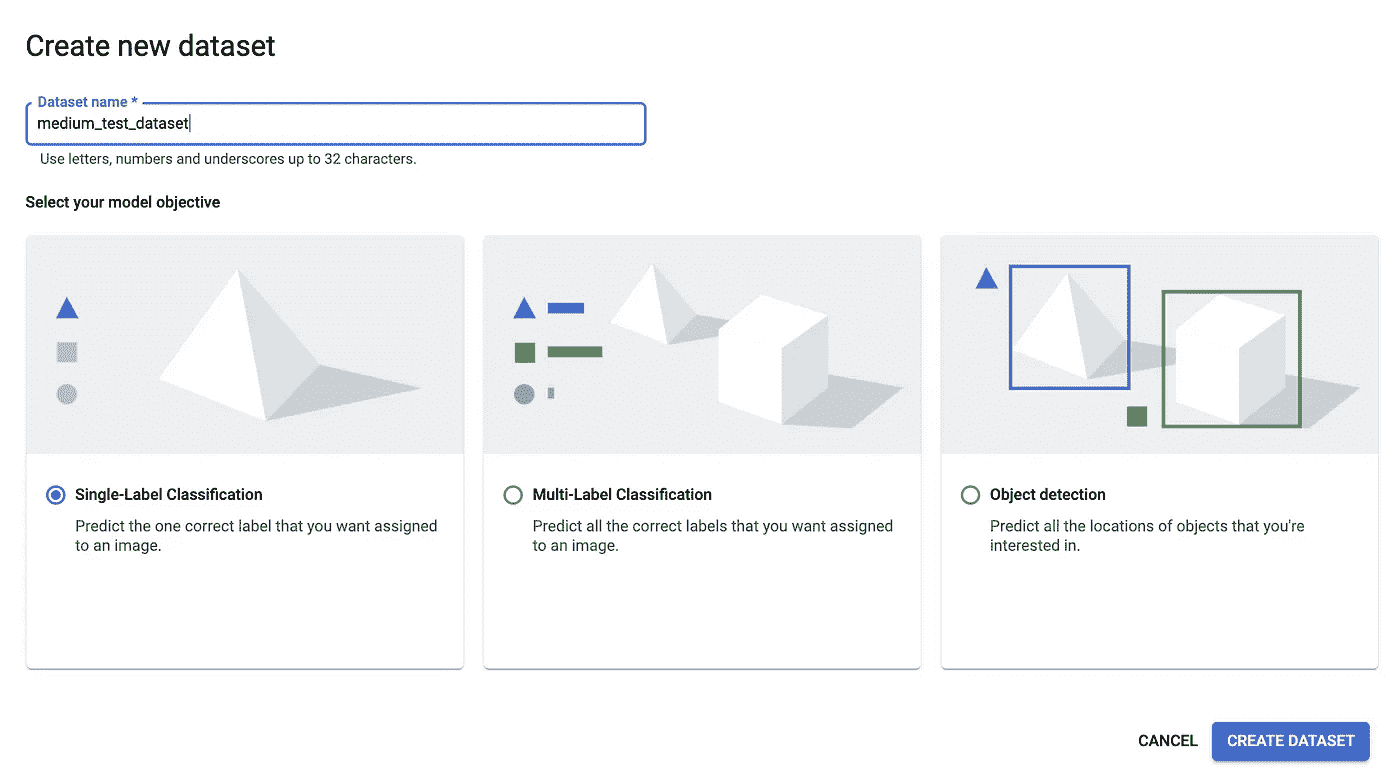 Create new dataset
Dataset name *
medium_test_dataset
Use letters, numbers and underscores up to 32 characters.
Select your model objective
Single-Label Classification
Predict the one correct label that you want assigned
to an image.
Multi-Label Classification
Predict all the correct labels that you want assigned
to an image.
Object detection
Predict all the locations of objects that you're
interested in.
CANCEL
CREATE DATASET